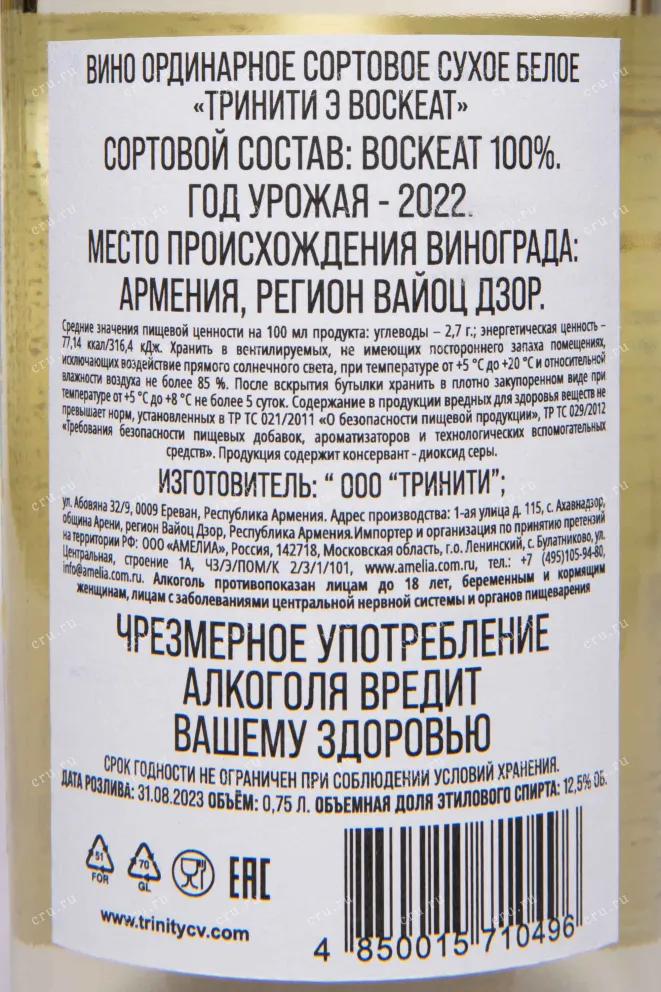 ВИНО ОРДИНАРНОЕ СОРТОВОЕ СУХОЕ БЕЛОЕ
«ТРИНИТИ Э ВОСКЕАТ»
СОРТОВОЙ СОСТАВ: ВОСКЕАТ 100%.
ГОД УРОЖАЯ - 2022.
МЕСТО ПРОИСХОЖДЕНИЯ ВИНОГРАДА:
АРМЕНИЯ, РЕГИОН ВАЙОЦ ДЗОР.
Средние значения пищевой ценности на 100 мл продукта: углеводы – 2,7 г.; энергетическая ценность –
77,14 ккал/316,4 кДж. Хранить в вентилируемых, не имеющих постороннего запаха помещениях,
исключающих воздействие прямого солнечного света, при температуре от +5 °С до +20 °С и относительной
влажности воздуха не более 85 %. После вскрытия бутылки хранить в плотно закупоренном виде при
температуре от +5 °С до +8 °С не более 5 суток. Содержание в продукции вредных для здоровья веществ не
превышает норм, установленных в ТР ТС 021/2011 «О безопасности пищевой продукции», ТР ТС 029/2012
«Требования безопасности пищевых добавок, ароматизаторов и технологических вспомогательных
средств». Продукция содержит консервант - диоксид серы.
ИЗГОТОВИТЕЛЬ: “ ООО “ТРИНИТИ”;
ул. Абовяна 32/9, 0009 Ереван, Республика Армения. Адрес производства: 1-ая улица д. 115, с. Ахавнадзор,
община Арени, регион Вайоц Дзор, Республика Армения.Импортер и организация по принятию претензий
на территории РФ: ООО «АМЕЛИА», Россия, 142718, Московская область, г.о. Ленинский, с. Булатниково, ул.
Центральная, строение 1А, ЧЗ/Э/ПОМ/К 2/3/1/101, www.amelia.com.ru, тел.: +7 (495)105-94-80,
info@amelia.com.ru. Алкоголь противопоказан лицам до 18 лет, беременным и кормящим
женщинам, лицам с заболеваниями центральной нервной системы и органов пищеварения
ЧРЕЗМЕРНОЕ УПОТРЕБЛЕНИЕ
АЛКОГОЛЯ ВРЕДИТ
ВАШЕМУ ЗДОРОВЬЮ
СРОК ГОДНОСТИ НЕ ОГРАНИЧЕН ПРИ СОБЛЮДЕНИИ УСЛОВИЙ ХРАНЕНИЯ.
ДАТА РОЗЛИВА: 31.08.2023 ОБЪЁМ: 0,75 Л. ОБЪЕМНАЯ ДОЛЯ ЭТИЛОВОГО СПИРТА: 12,5% ОБ.
51 70 EAC
FOR GL
www.trinitycv.com
4 850015 710496
cru.ru